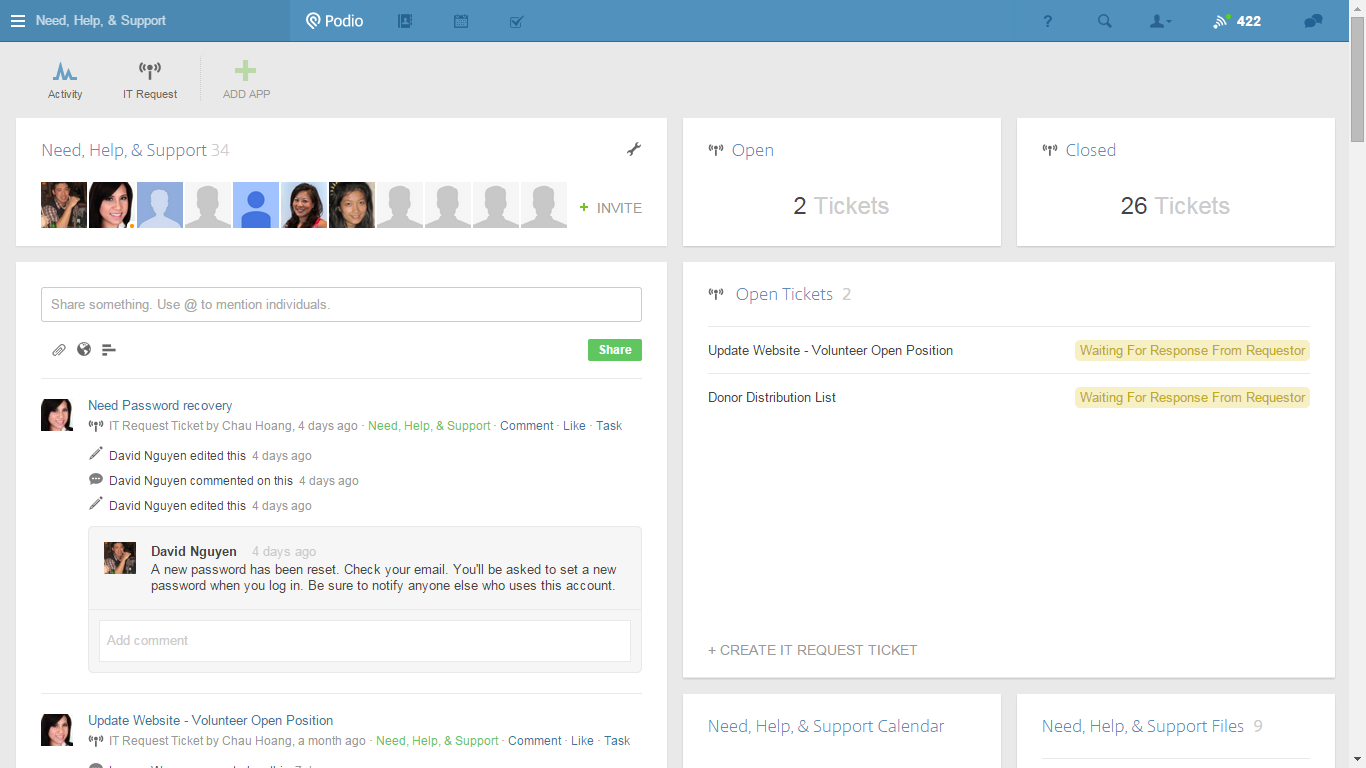 Need, Help, & Support
Podio
?
422
Activity
IT Request
ADD APP
Need, Help, & Support 34
+ INVITE
Open
2 Tickets
Closed
26 Tickets
Share something. Use @ to mention individuals.
Share
Need Password recovery
IT Request Ticket by Chau Hoang, 4 days ago · Need, Help, & Support · Comment · Like · Task
David Nguyen edited this 4 days ago
David Nguyen commented on this 4 days ago
David Nguyen edited this 4 days ago
David Nguyen 4 days ago
A new password has been reset. Check your email. You'll be asked to set a new
password when you log in. Be sure to notify anyone else who uses this account.
Add comment
Update Website - Volunteer Open Position
IT Request Ticket by Chau Hoang, a month ago · Need, Help, & Support · Comment · Like · Task
Open Tickets 2
Update Website - Volunteer Open Position Waiting For Response From Requestor
Donor Distribution List Waiting For Response From Requestor
+ CREATE IT REQUEST TICKET
Need, Help, & Support Calendar
Need, Help, & Support Files 9